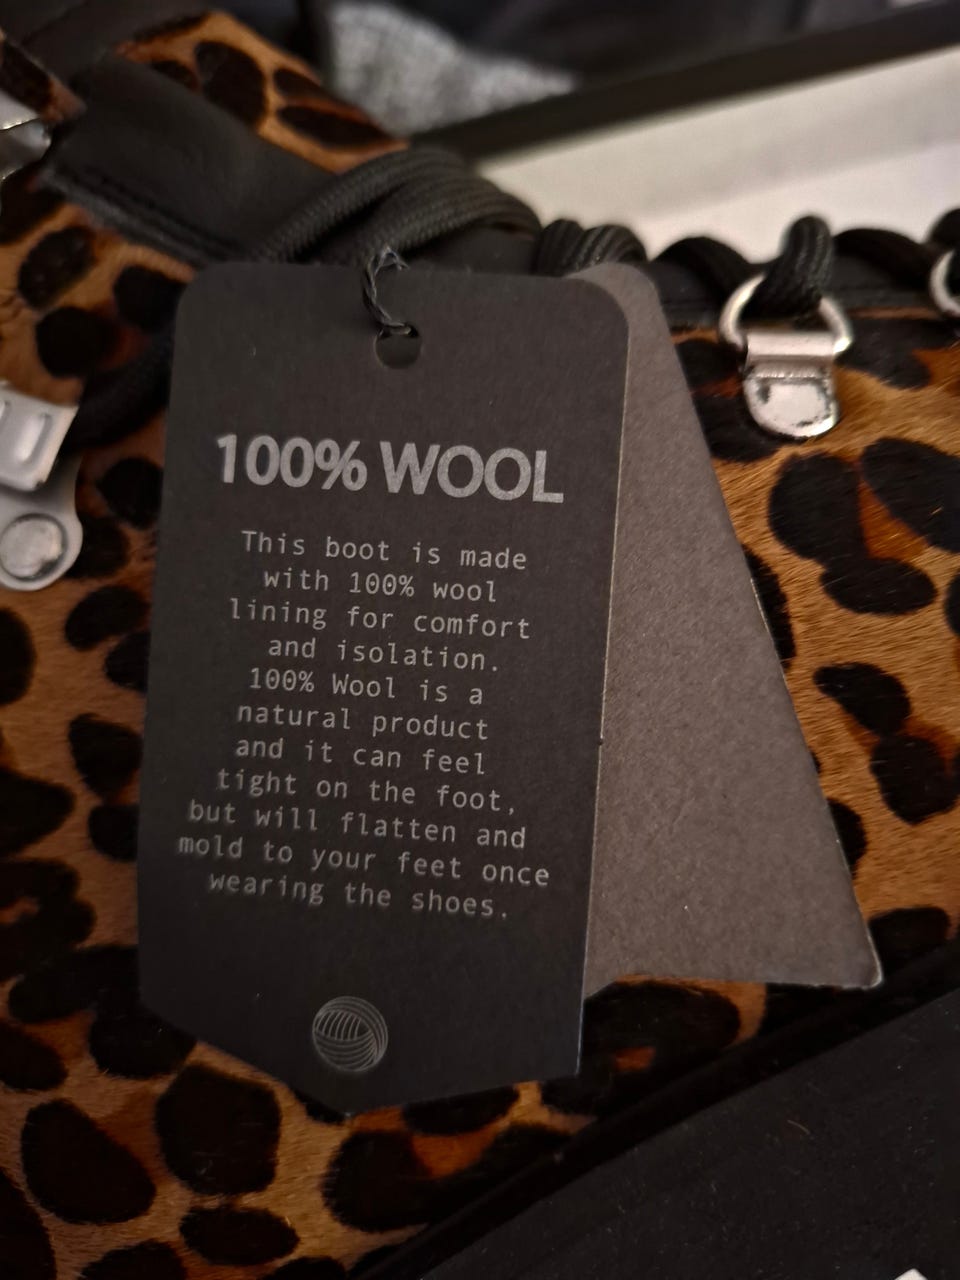 100% WOOL
This boot is made
with 100% wool
lining for comfort
and isolation.
100% Wool is a
natural product
and it can feel
tight on the foot,
but will flatten and
mold to your feet once
wearing the shoes.